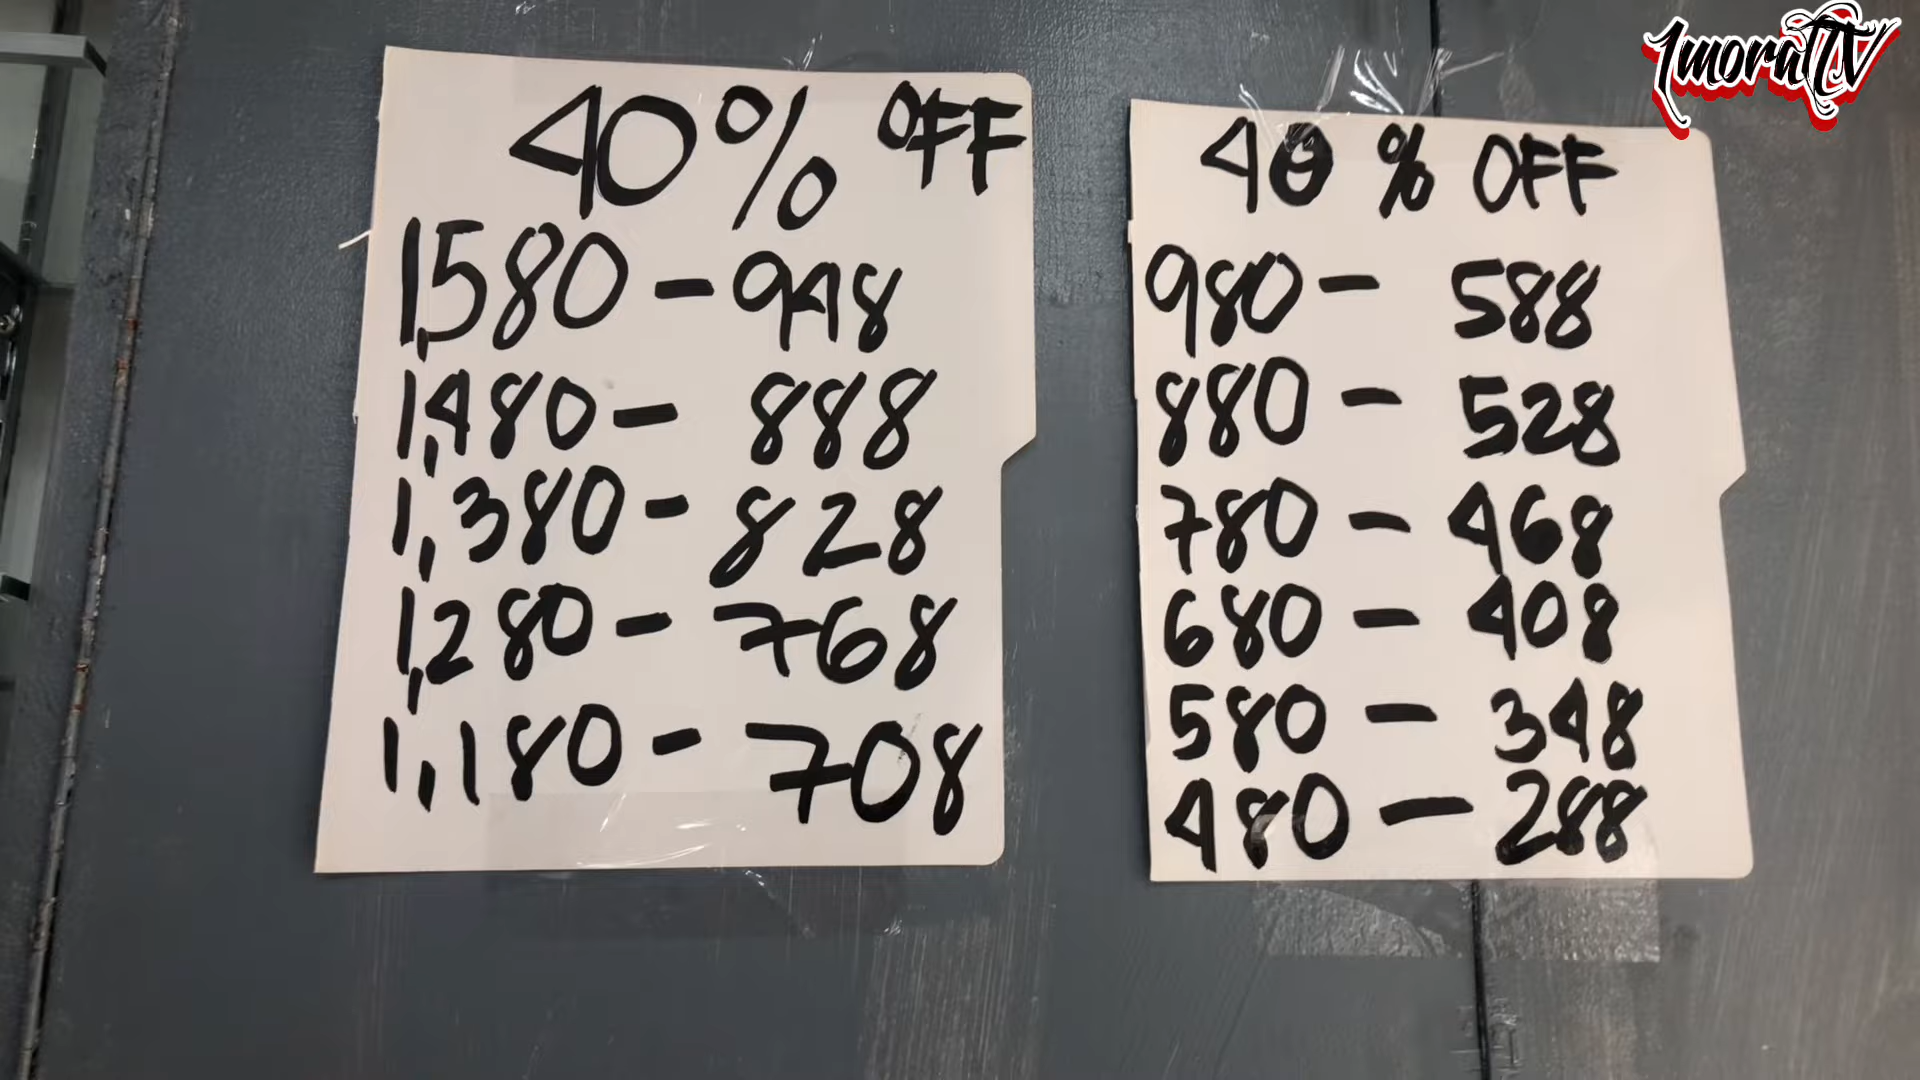 1moraTTV
40% OFF
1,580 - 948
1,480 - 888
1,380 - 828
1,280 - 768
1,180 - 708
40 % OFF
980 - 588
880 - 528
780 - 468
680 - 408
580 - 348
480 - 288